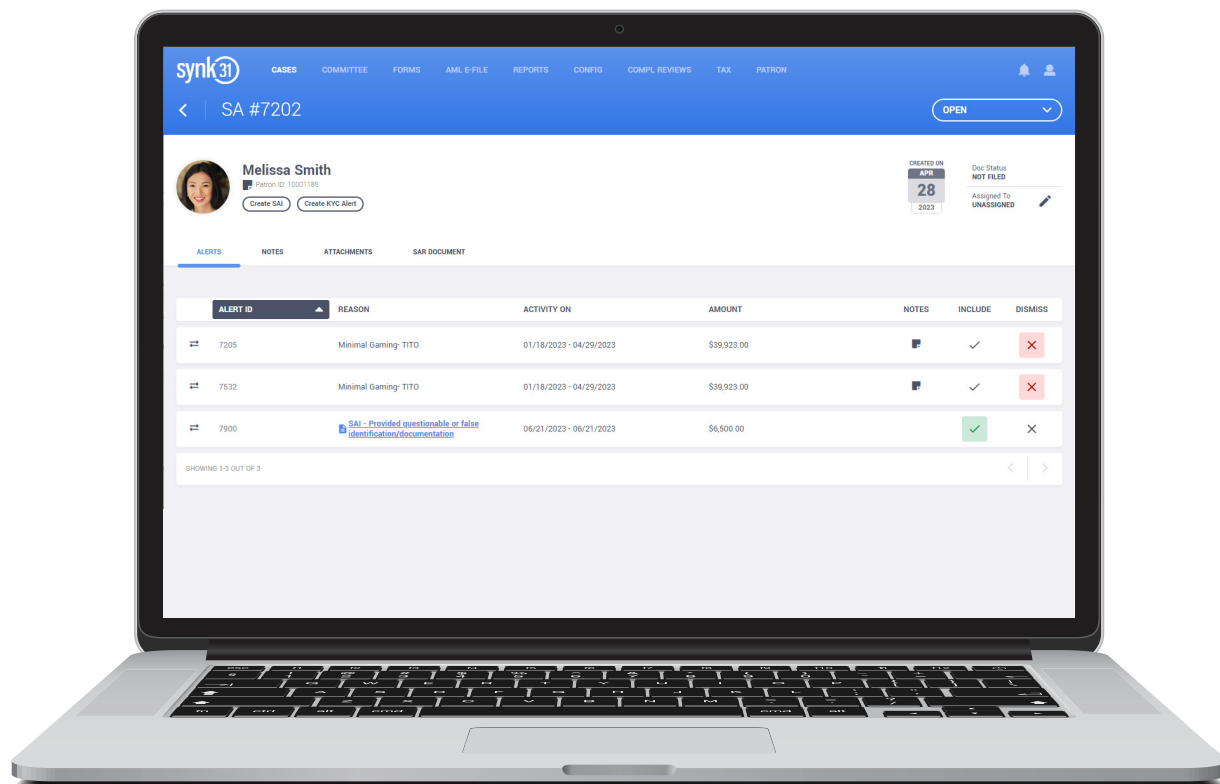 synk31
CASES COMMITTEE FORMS AML E-FILE REPORTS CONFIG COMPL REVIEWS TAX PATRON
SA #7202
OPEN
Melissa Smith
Patron ID: 10001185
Create SAI Create KYC Alert
CREATED ON
APR
28
2023
Doc Status
NOT FILED
Assigned To
UNASSIGNED
ALERTS NOTES ATTACHMENTS SAR DOCUMENT
ALERT ID REASON ACTIVITY ON AMOUNT NOTES INCLUDE DISMISS
7205 Minimal Gaming- TITO 01/18/2023 - 04/29/2023 $39,923.00
7532 Minimal Gaming- TITO 01/18/2023 - 04/29/2023 $39,923.00
7900 SAI - Provided questionable or false
identification/documentation 06/21/2023 - 06/21/2023 $6,500.00
SHOWING 1-3 OUT OF 3